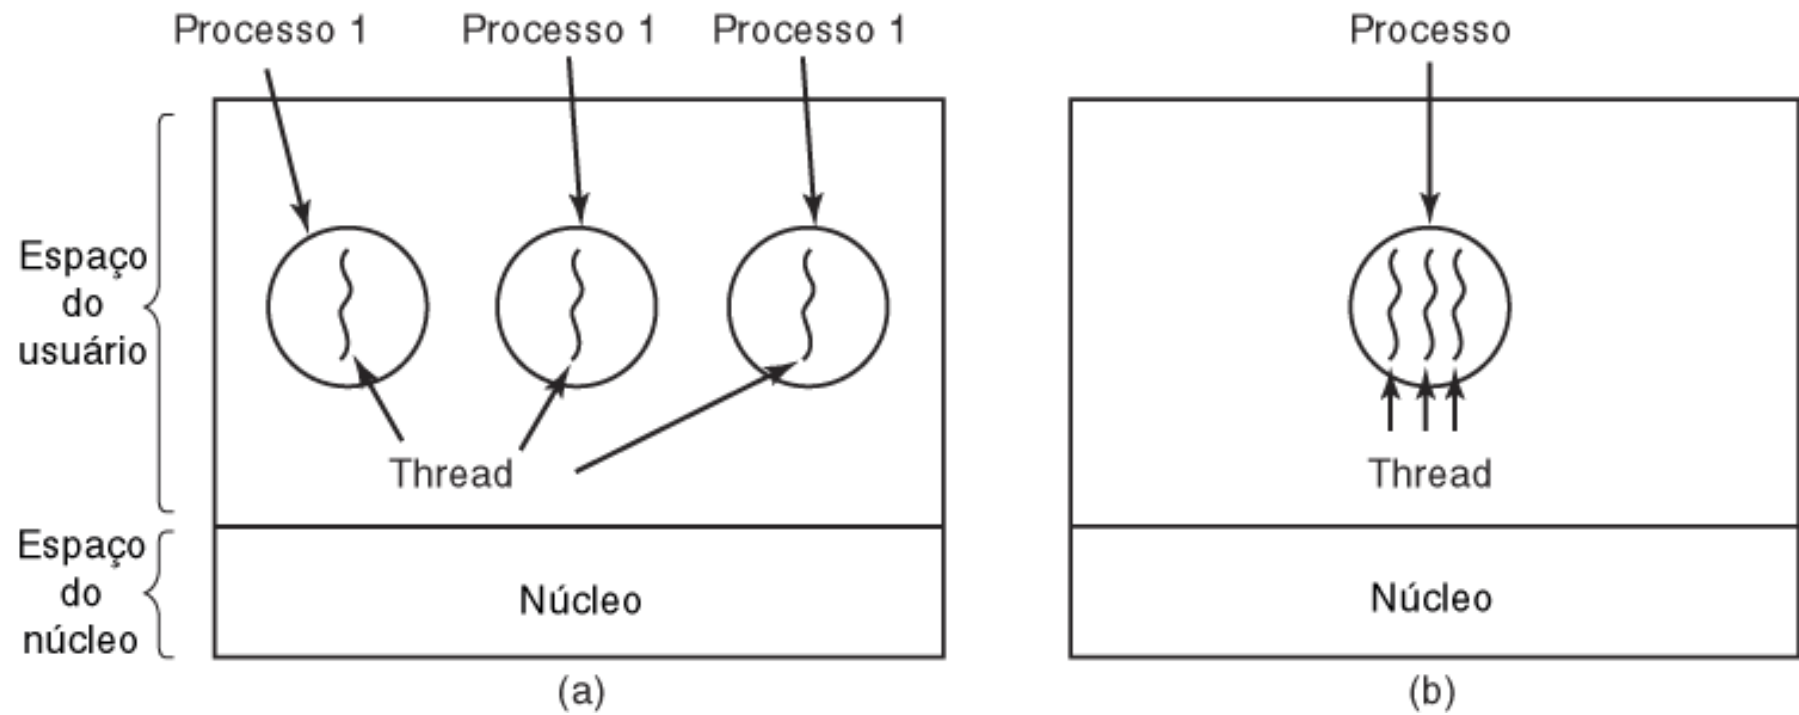 Processo 1
Processo 1
Processo 1
Processo
Espaço
do
usuário
Thread
Thread
Espaço
do
núcleo
Núcleo
Núcleo
(a)
(b)